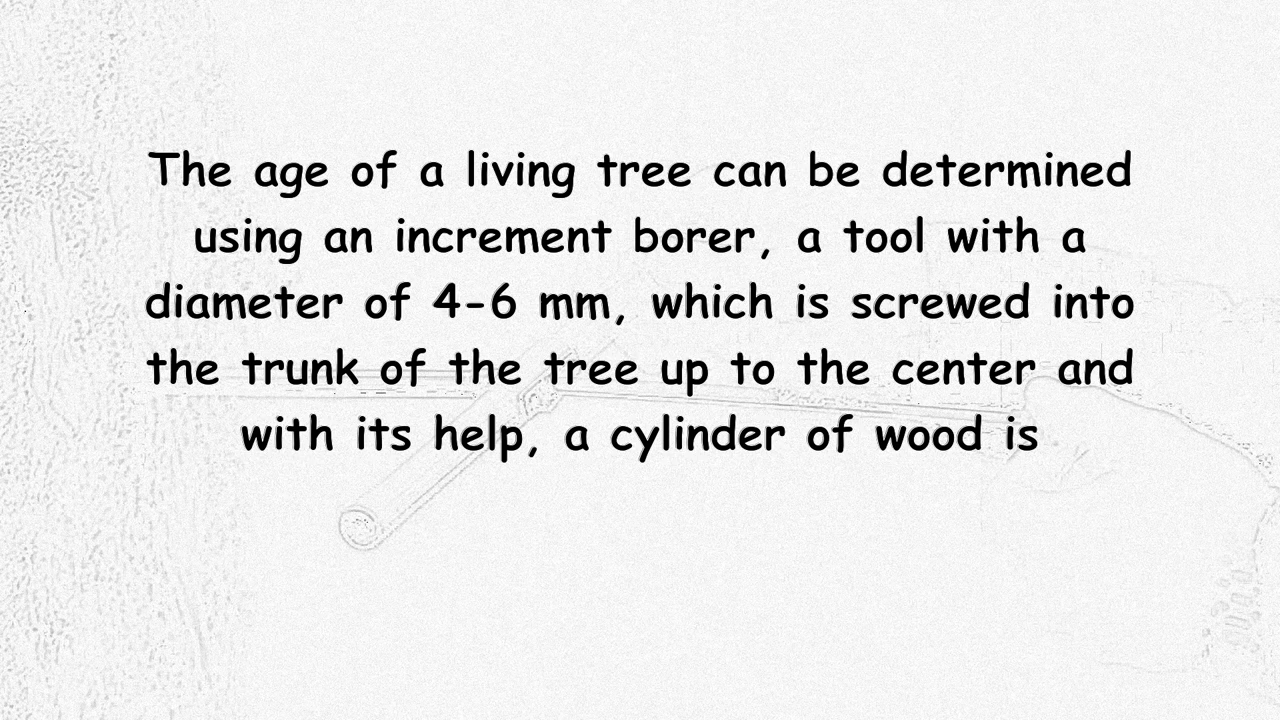 The age of a living tree can be determined
using an increment borer, a tool with a
diameter of 4-6 mm, which is screwed into
the trunk of the tree up to the center and
with its help, a cylinder of wood is